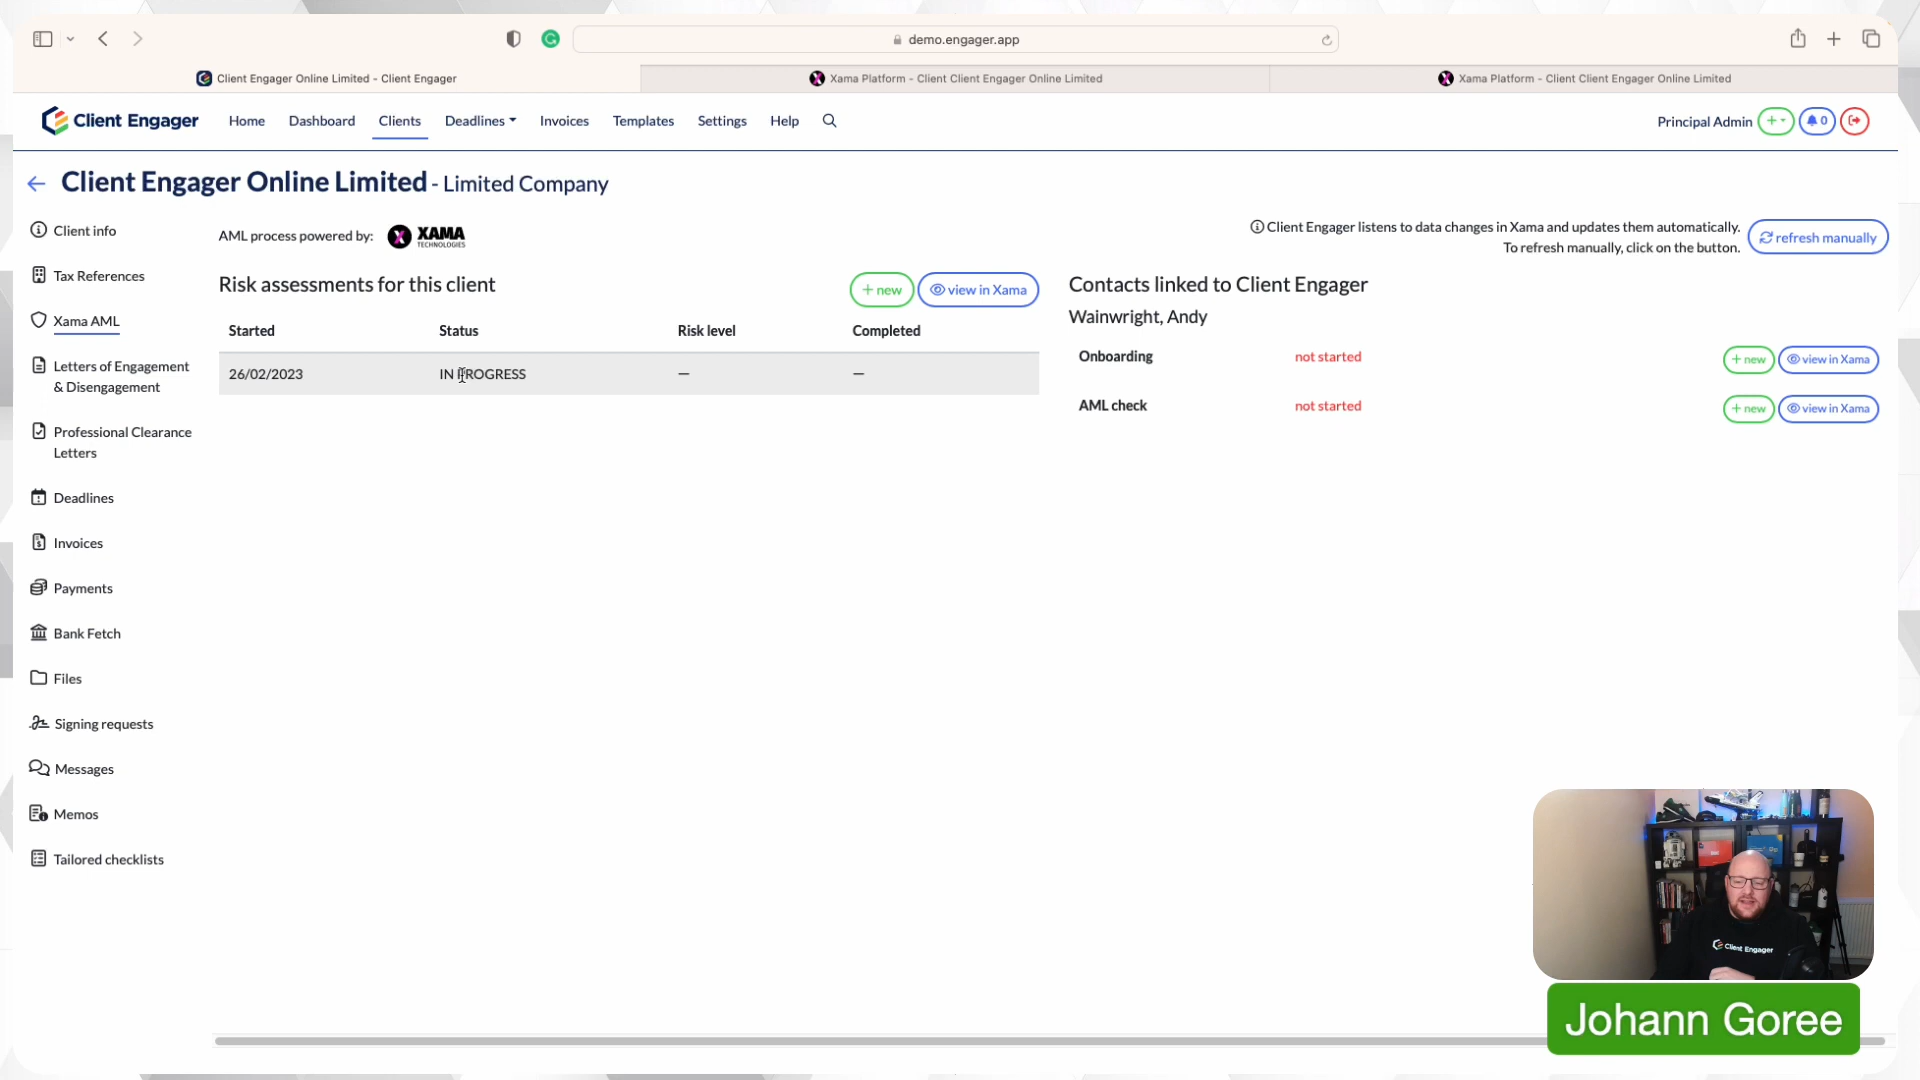 demo.engager.app
Client Engager Online Limited - Client Engager
Xama Platform - Client Client Engager Online Limited
Xama Platform - Client Client Engager Online Limited
Client Engager
Home
Dashboard
Clients
Deadlines
Invoices
Templates
Settings
Help
Principal Admin
0
Client Engager Online Limited - Limited Company
Client info
Tax References
Xama AML
Letters of Engagement
& Disengagement
Professional Clearance
Letters
Deadlines
Invoices
Payments
Bank Fetch
Files
Signing requests
Messages
Memos
Tailored checklists
AML process powered by:
XAMA
TECHNOLOGIES
Client Engager listens to data changes in Xama and updates them automatically.
To refresh manually, click on the button.
refresh manually
Risk assessments for this client
+ new
view in Xama
Started
Status
Risk level
Completed
26/02/2023
IN PROGRESS
—
—
Contacts linked to Client Engager
Wainwright, Andy
Onboarding
not started
+ new
view in Xama
AML check
not started
+ new
view in Xama
Client Engager
Johann Goree